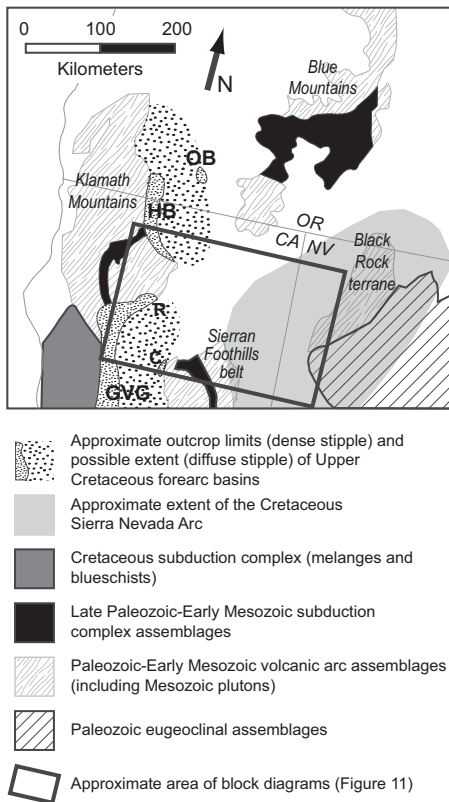 0 100 200
Kilometers
N
Blue
Mountains
OB
Klamath
Mountains
HB
OR
CA NV
Black
Rock
terrane
R
Sierran
Foothills
belt
C
GVG
Approximate outcrop limits (dense stipple) and
possible extent (diffuse stipple) of Upper
Cretaceous forearc basins
Approximate extent of the Cretaceous
Sierra Nevada Arc
Cretaceous subduction complex (melanges and
blueschists)
Late Paleozoic-Early Mesozoic subduction
complex assemblages
Paleozoic-Early Mesozoic volcanic arc assemblages
(including Mesozoic plutons)
Paleozoic eugeoclinal assemblages
Approximate area of block diagrams (Figure 11)